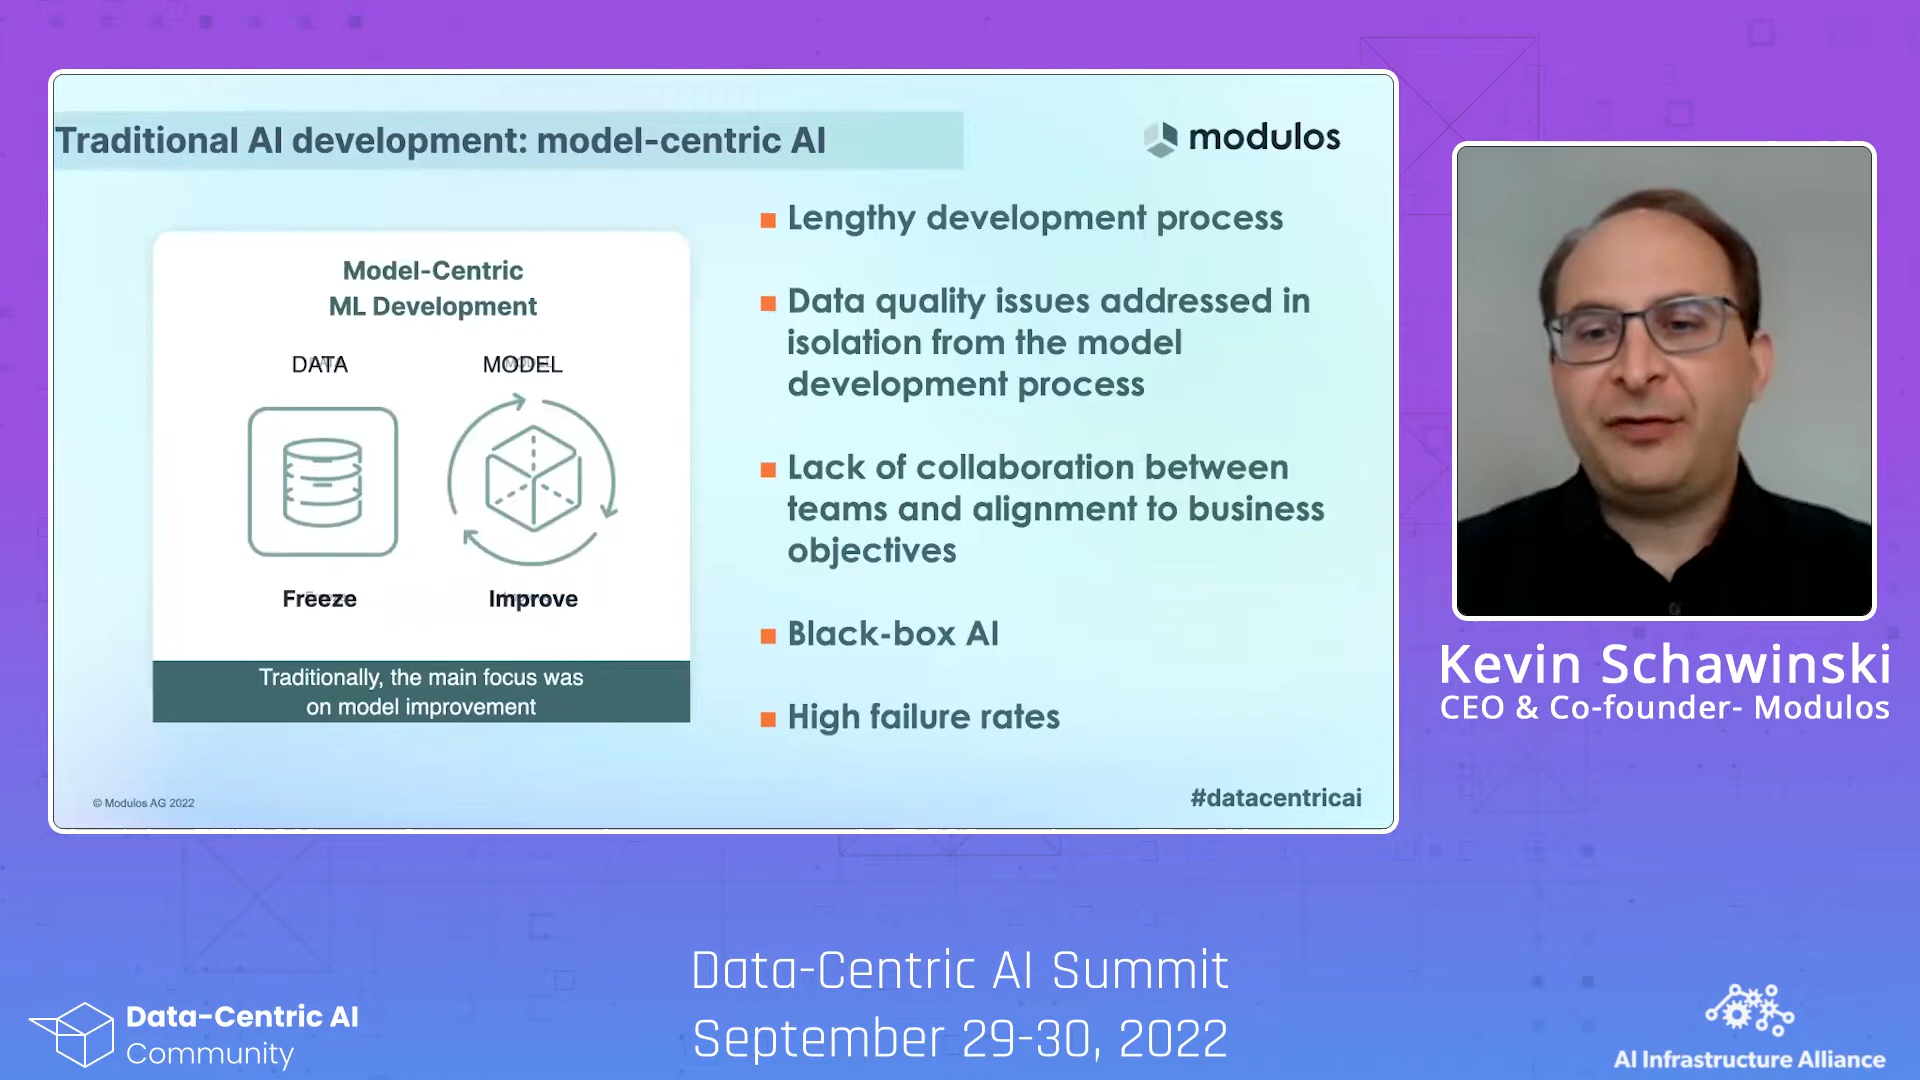 Traditional AI development: model-centric AI
modulos
Model-Centric
ML Development
DATA
MODEL
Freeze
Improve
Traditionally, the main focus was
on model improvement
Lengthy development process
Data quality issues addressed in
isolation from the model
development process
Lack of collaboration between
teams and alignment to business
objectives
Black-box AI
High failure rates
© Modulos AG 2022
#datacentricai
Kevin Schawinski
CEO & Co-founder- Modulos
Data-Centric AI Summit
September 29-30, 2022
Data-Centric AI
Community
AI Infrastructure Alliance